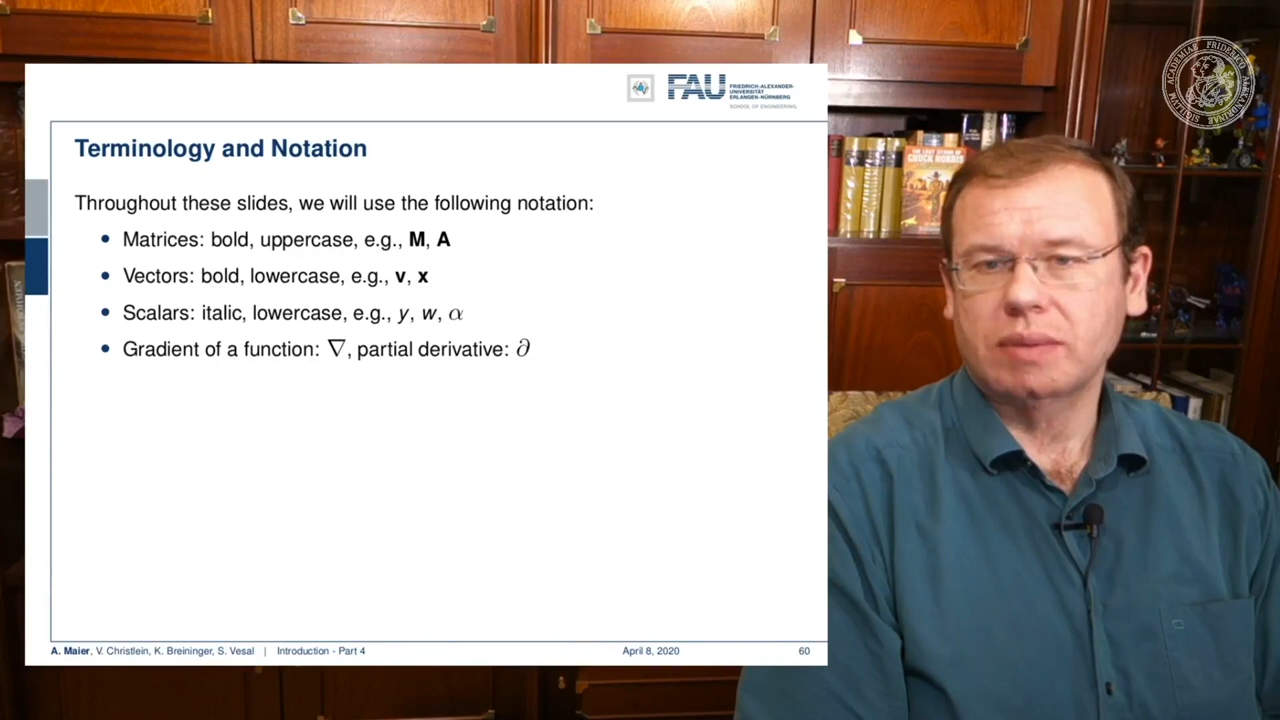 FAU
FRIEDRICH-ALEXANDER-
UNIVERSITÄT
ERLANGEN-NÜRNBERG
SCHOOL OF ENGINEERING
Terminology and Notation
Throughout these slides, we will use the following notation:
• Matrices: bold, uppercase, e.g., M, A
• Vectors: bold, lowercase, e.g., v, x
• Scalars: italic, lowercase, e.g., y, w, α
• Gradient of a function: ∇, partial derivative: ∂
A. Maier, V. Christlein, K. Breininger, S. Vesal | Introduction - Part 4 April 8, 2020 60
CHUCK NORRIS